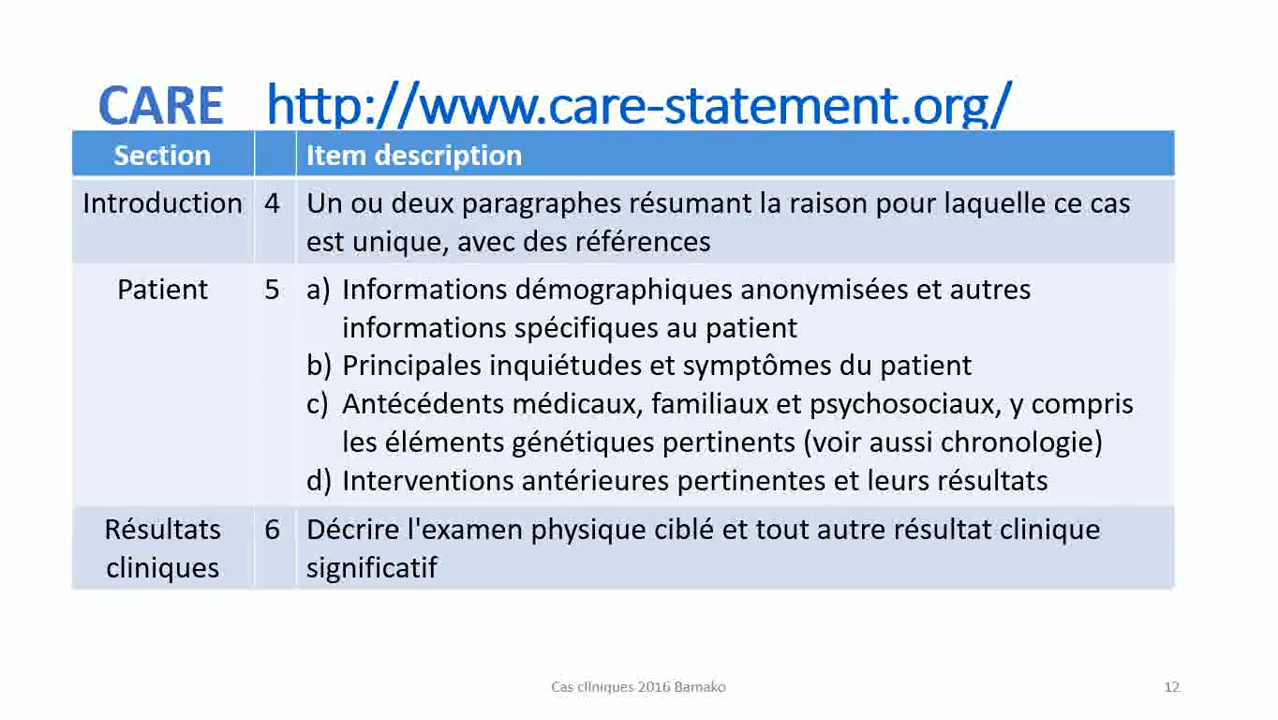 CARE http://www.care-statement.org/
Section Item description
Introduction 4 Un ou deux paragraphes résumant la raison pour laquelle ce cas
est unique, avec des références
Patient 5 a) Informations démographiques anonymisées et autres
informations spécifiques au patient
b) Principales inquiétudes et symptômes du patient
c) Antécédents médicaux, familiaux et psychosociaux, y compris
les éléments génétiques pertinents (voir aussi chronologie)
d) Interventions antérieures pertinentes et leurs résultats
Résultats 6 Décrire l'examen physique ciblé et tout autre résultat clinique
cliniques significatif
Cas cliniques 2016 Bamako 12